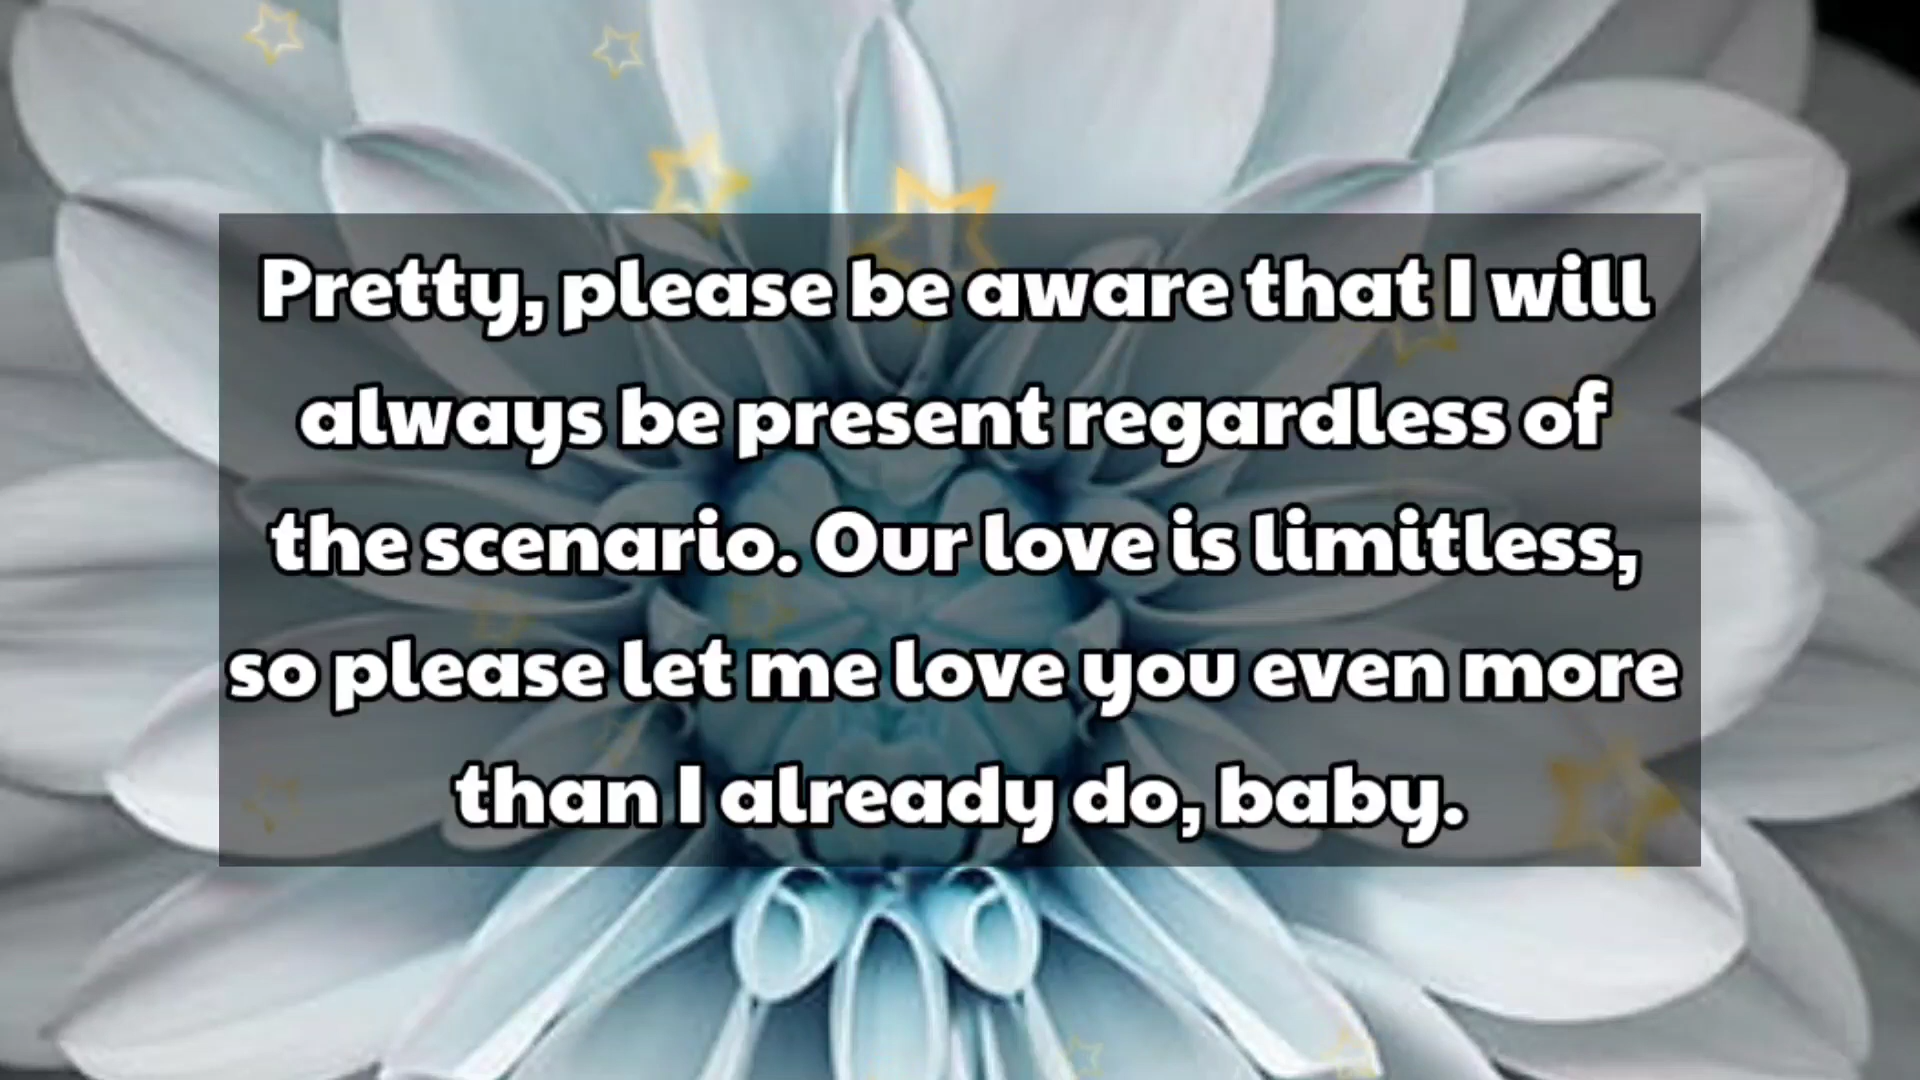 Pretty, please be aware that I will
always be present regardless of
the scenario. Our love is limitless,
so please let me love you even more
than I already do, baby.